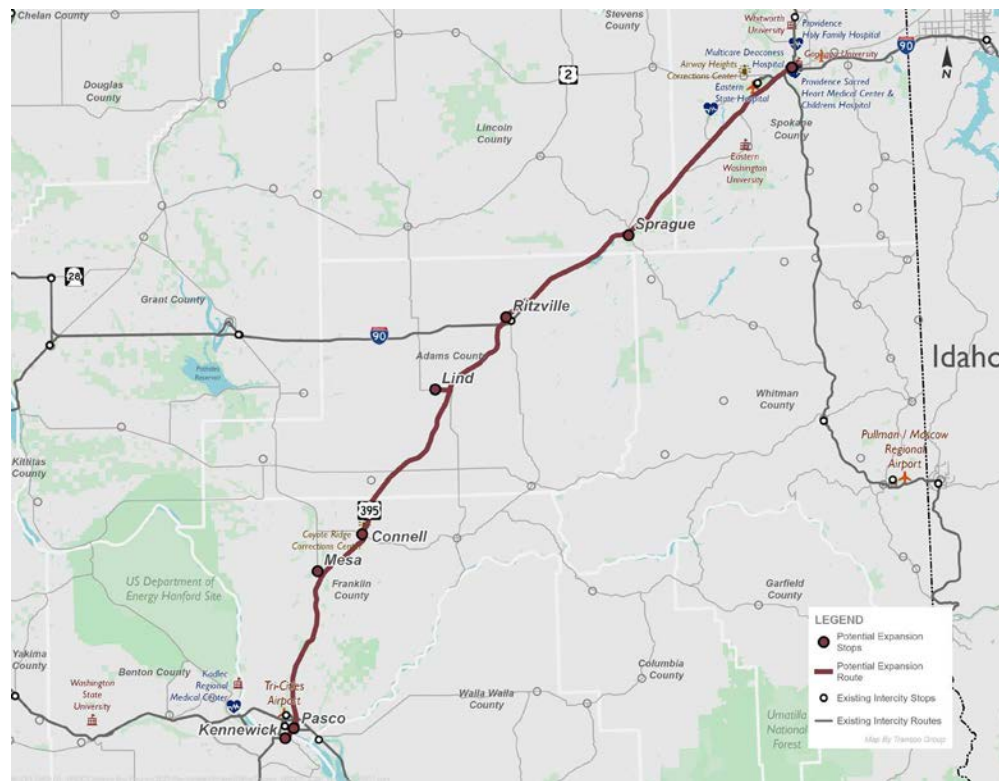 Chelan County
Stevens
County
Whitworth
University
Providence
Holy Family Hospital
90
N
Multicare Deaconess
Hospital
Gonzaga University
Airway Heights
Corrections Center
Eastern
State Hospital
Providence Sacred
Heart Medical Center &
Childrens Hospital
2
Douglas
County
Lincoln
County
Spokane
County
Eastern
Washington
University
Sprague
28
Grant County
Ritzville
90
Adams County
Potholes
Reservoir
Lind
Idaho
Whitman
County
Pullman / Moscow
Regional
Airport
Kittitas
County
395
Connell
Coyote Ridge
Corrections Center
Mesa
Franklin
County
US Department of
Energy Hanford Site
Garfield
County
LEGEND
Potential Expansion
Stops
Potential Expansion
Route
Existing Intercity Stops
Existing Intercity Routes
Map By Transpo Group
Yakima
County
Benton County
Kadlec
Regional
Medical Center
Tri-Cities
Airport
Washington
State
University
Columbia
County
Walla Walla
County
Umatilla
National
Forest
Pasco
Kennewick